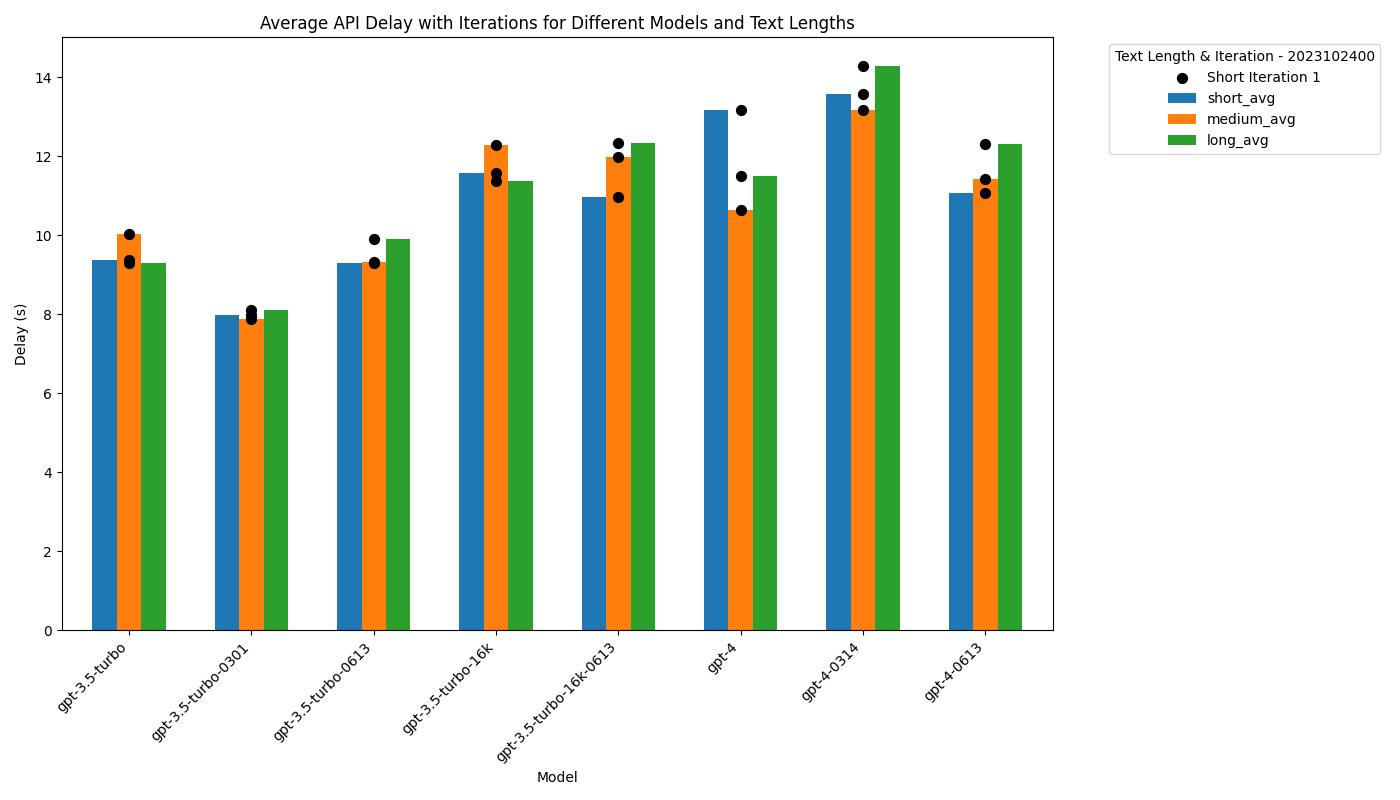 Average API Delay with Iterations for Different Models and Text Lengths
Text Length & Iteration - 2023102400
Short Iteration 1
short_avg
medium_avg
long_avg
Delay (s)
14
12
10
8
6
4
2
0
gpt-3.5-turbo
gpt-3.5-turbo-0301
gpt-3.5-turbo-0613
gpt-3.5-turbo-16k
gpt-3.5-turbo-16k-0613
gpt-4
gpt-4-0314
gpt-4-0613
Model